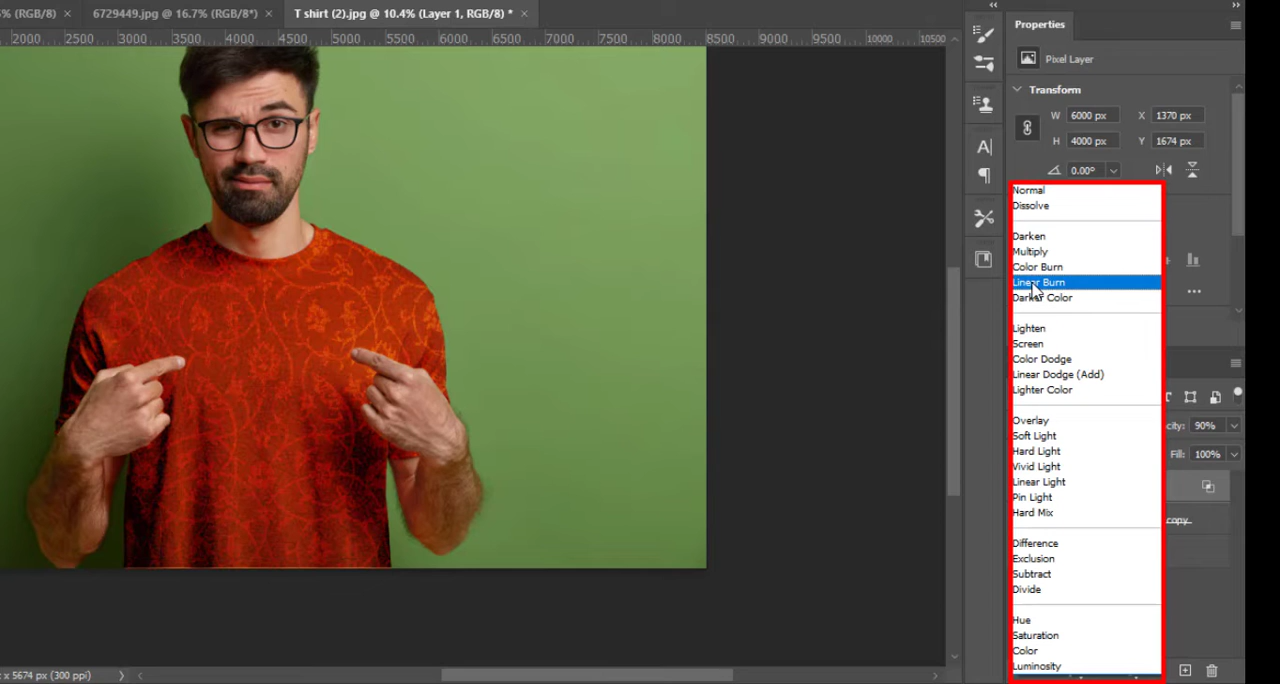 % (RGB/8) × 6729449.jpg @ 16.7% (RGB/8*) × T shirt (2).jpg @ 10.4% (Layer 1, RGB/8) * ×
2000 2500 3000 3500 4000 4500 5000 5500 6000 6500 7000 7500 8000 8500 9000 9500 10000 10500
Properties
Pixel Layer
Transform
W 6000 px X 1370 px
H 4000 px Y 1674 px
0.00°
Normal
Dissolve
Darken
Multiply
Color Burn
Linear Burn
Darker Color
Lighten
Screen
Color Dodge
Linear Dodge (Add)
Lighter Color
Overlay
Soft Light
Hard Light
Vivid Light
Linear Light
Pin Light
Hard Mix
Difference
Exclusion
Subtract
Divide
Hue
Saturation
Color
Luminosity
city: 90%
Fill: 100%
copy
x 5674 px (300 ppi)